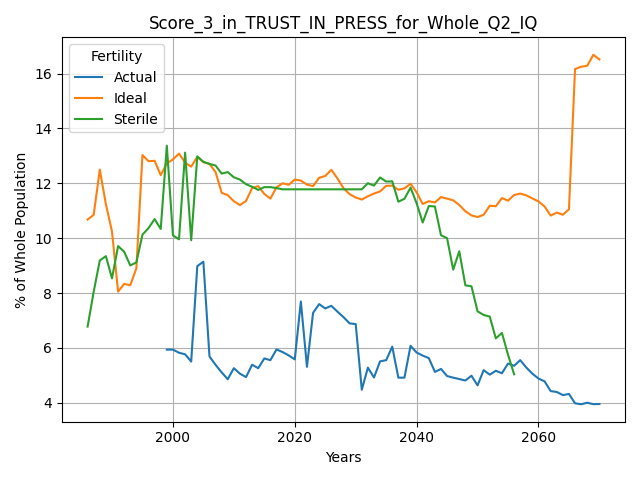 Score_3_in_TRUST_IN_PRESS_for_Whole_Q2_IQ
Fertility
Actual
Ideal
Sterile
% of Whole Population
16
14
12
10
8
6
4
2000
2020
2040
2060
Years